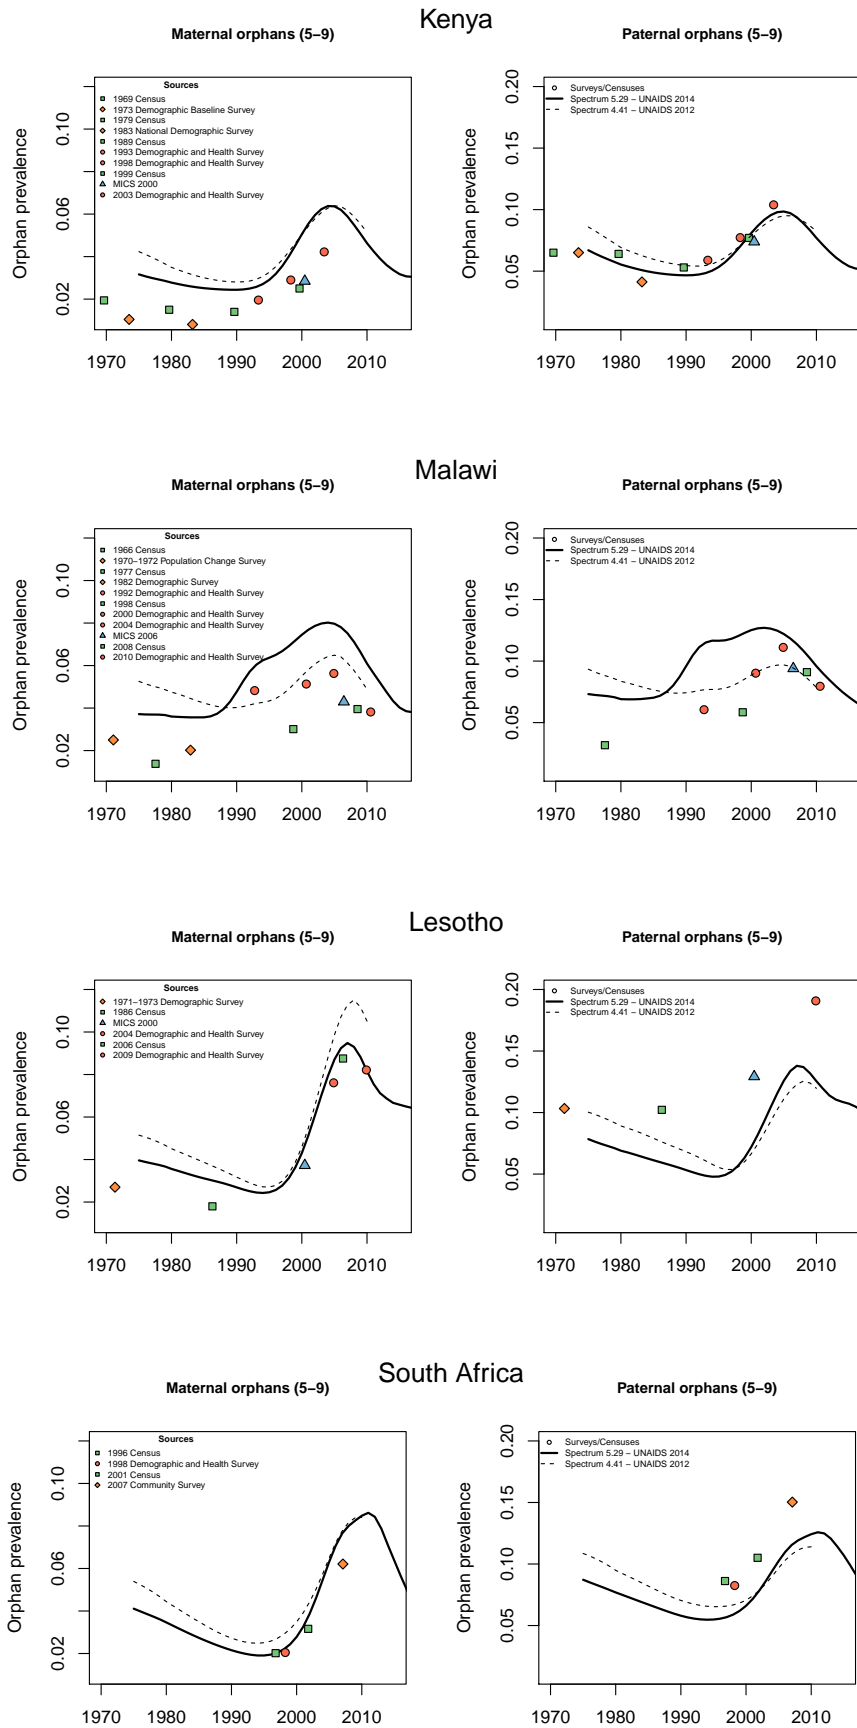 Kenya
Maternal orphans (5−9)
Orphan prevalence
0.02
0.06
0.10
Sources
1969 Census
1973 Demographic Baseline Survey
1979 Census
1983 National Demographic Survey
1989 Census
1993 Demographic and Health Survey
1998 Demographic and Health Survey
1999 Census
MICS 2000
2003 Demographic and Health Survey
1970 1980 1990 2000 2010
Paternal orphans (5−9)
Orphan prevalence
0.05
0.10
0.15
0.20
Surveys/Censuses
Spectrum 5.29 − UNAIDS 2014
Spectrum 4.41 − UNAIDS 2012
1970 1980 1990 2000 2010
Malawi
Maternal orphans (5−9)
Orphan prevalence
0.02
0.06
0.10
Sources
1966 Census
1970−1972 Population Change Survey
1977 Census
1982 Demographic Survey
1992 Demographic and Health Survey
1998 Census
2000 Demographic and Health Survey
2004 Demographic and Health Survey
MICS 2006
2008 Census
2010 Demographic and Health Survey
1970 1980 1990 2000 2010
Paternal orphans (5−9)
Orphan prevalence
0.05
0.10
0.15
0.20
Surveys/Censuses
Spectrum 5.29 − UNAIDS 2014
Spectrum 4.41 − UNAIDS 2012
1970 1980 1990 2000 2010
Lesotho
Maternal orphans (5−9)
Orphan prevalence
0.02
0.06
0.10
Sources
1971−1973 Demographic Survey
1986 Census
MICS 2000
2004 Demographic and Health Survey
2006 Census
2009 Demographic and Health Survey
1970 1980 1990 2000 2010
Paternal orphans (5−9)
Orphan prevalence
0.05
0.10
0.15
0.20
Surveys/Censuses
Spectrum 5.29 − UNAIDS 2014
Spectrum 4.41 − UNAIDS 2012
1970 1980 1990 2000 2010
South Africa
Maternal orphans (5−9)
Orphan prevalence
0.02
0.06
0.10
Sources
1996 Census
1998 Demographic and Health Survey
2001 Census
2007 Community Survey
1970 1980 1990 2000 2010
Paternal orphans (5−9)
Orphan prevalence
0.05
0.10
0.15
0.20
Surveys/Censuses
Spectrum 5.29 − UNAIDS 2014
Spectrum 4.41 − UNAIDS 2012
1970 1980 1990 2000 2010